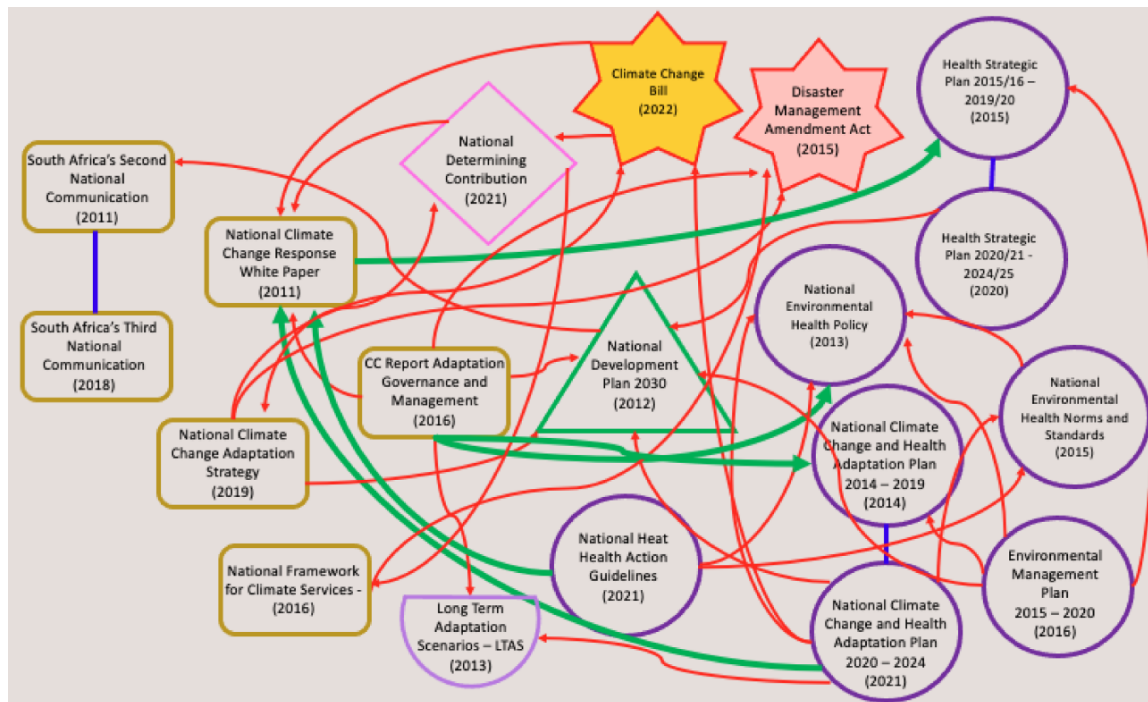 Climate Change
Bill
(2022)
Disaster
Management
Amendment Act
(2015)
Health Strategic
Plan 2015/16 –
2019/20
(2015)
National
Determining
Contribution
(2021)
South Africa's Second
National
Communication
(2011)
National Climate
Change Response
White Paper
(2011)
Health Strategic
Plan 2020/21 -
2024/25
(2020)
National
Environmental
Health Policy
(2013)
South Africa's Third
National
Communication
(2018)
CC Report Adaptation
Governance and
Management
(2016)
National
Development
Plan 2030
(2012)
National
Environmental
Health Norms and
Standards
(2015)
National Climate
Change Adaptation
Strategy
(2019)
National Climate
Change and Health
Adaptation Plan
2014 – 2019
(2014)
National Framework
for Climate Services -
(2016)
National Heat
Health Action
Guidelines
(2021)
Environmental
Management
Plan
2015 – 2020
(2016)
Long Term
Adaptation
Scenarios – LTAS
(2013)
National Climate
Change and Health
Adaptation Plan
2020 – 2024
(2021)